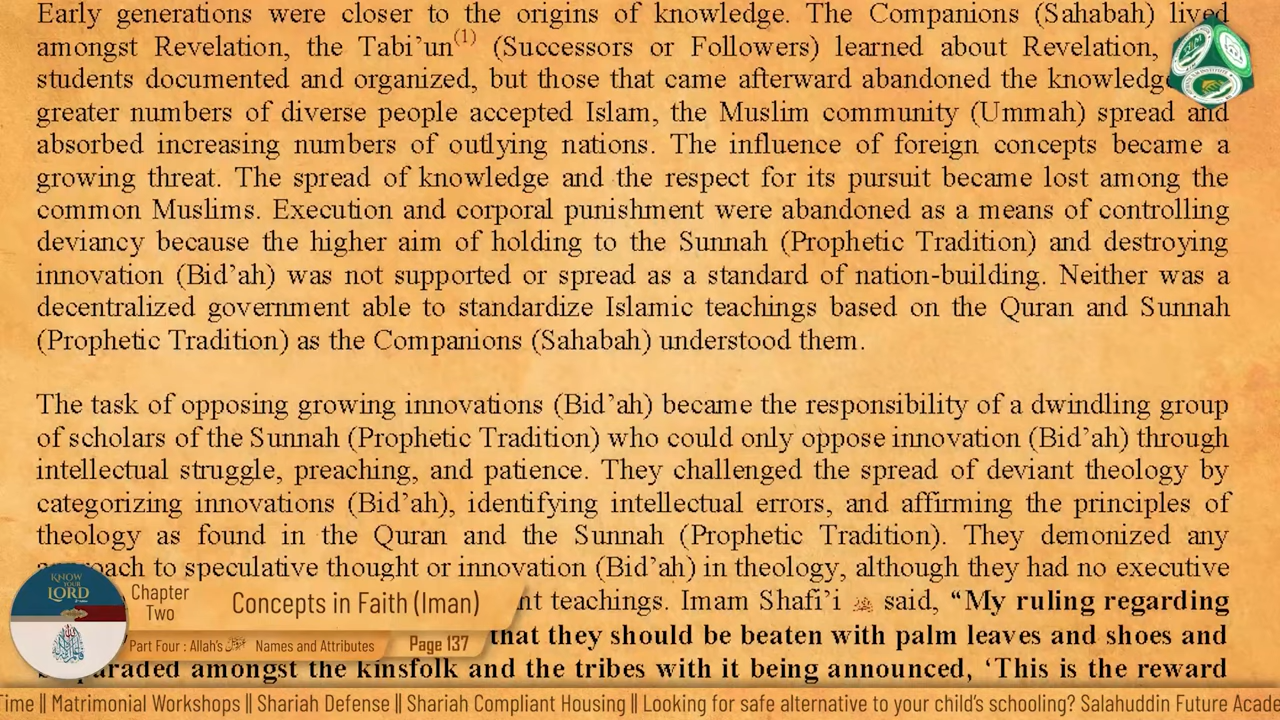 Early generations were closer to the origins of knowledge. The Companions (Sahabah) lived
amongst Revelation, the Tabi’un(1) (Successors or Followers) learned about Revelation,
students documented and organized, but those that came afterward abandoned the knowledge
greater numbers of diverse people accepted Islam, the Muslim community (Ummah) spread and
absorbed increasing numbers of outlying nations. The influence of foreign concepts became a
growing threat. The spread of knowledge and the respect for its pursuit became lost among the
common Muslims. Execution and corporal punishment were abandoned as a means of controlling
deviancy because the higher aim of holding to the Sunnah (Prophetic Tradition) and destroying
innovation (Bid’ah) was not supported or spread as a standard of nation-building. Neither was a
decentralized government able to standardize Islamic teachings based on the Quran and Sunnah
(Prophetic Tradition) as the Companions (Sahabah) understood them.
The task of opposing growing innovations (Bid’ah) became the responsibility of a dwindling group
of scholars of the Sunnah (Prophetic Tradition) who could only oppose innovation (Bid’ah) through
intellectual struggle, preaching, and patience. They challenged the spread of deviant theology by
categorizing innovations (Bid’ah), identifying intellectual errors, and affirming the principles of
theology as found in the Quran and the Sunnah (Prophetic Tradition). They demonized any
to speculative thought or innovation (Bid’ah) in theology, although they had no executive
teachings. Imam Shafi’i said, “My ruling regarding
that they should be beaten with palm leaves and shoes and
paraded amongst the kinsfolk and the tribes with it being announced, ‘This is the reward
KNOW YOUR LORD
Chapter Two
Concepts in Faith (Iman)
Part Four : Allah’s Names and Attributes
Page 137
Time || Matrimonial Workshops || Shariah Defense || Shariah Compliant Housing || Looking for safe alternative to your child’s schooling? Salahuddin Future Acade